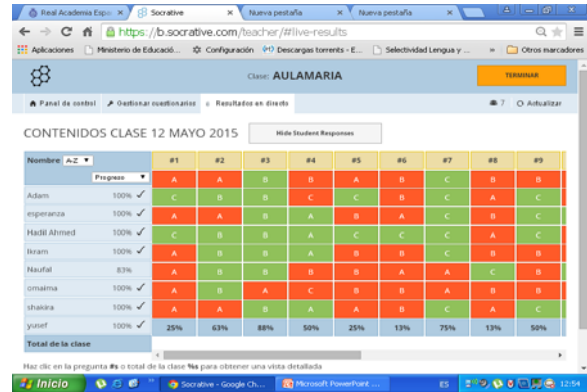 Real Academia Espa
Socrative
Nueva pestaña
Nueva pestaña
https://b.socrative.com/teacher/#live-results
Aplicaciones Ministerio de Educació... Configuración Descargas torrents - E... Selectividad Lengua y ... » Otros marcadores
Clase: AULAMARIA
TERMINAR
Panel de control Gestionar cuestionarios Resultados en directo 7 Actualizar
CONTENIDOS CLASE 12 MAYO 2015 Hide Student Responses
Nombre A-Z #1 #2 #3 #4 #5 #6 #7 #8 #9
Progreso A A B B A B C B B
Adam 100% ✓ C B B C C B C A C
esperanza 100% ✓ A A B A B A C B C
Hadil Ahmed 100% ✓ C B B A C C C A C
Ikram 100% ✓ A B B A B B C B B
Naufal 83% A B B B B A A C B
omaima 100% ✓ A B A C B B A B C
shakira 100% ✓ A A B A A B C A C
yusef 100% ✓ 25% 63% 88% 50% 25% 13% 75% 13% 50%
Total de la clase
Haz clic en la pregunta #s o total de la clase %s para obtener una vista detallada
Inicio Socrative - Google Ch... Microsoft PowerPoint ... ES 12:54